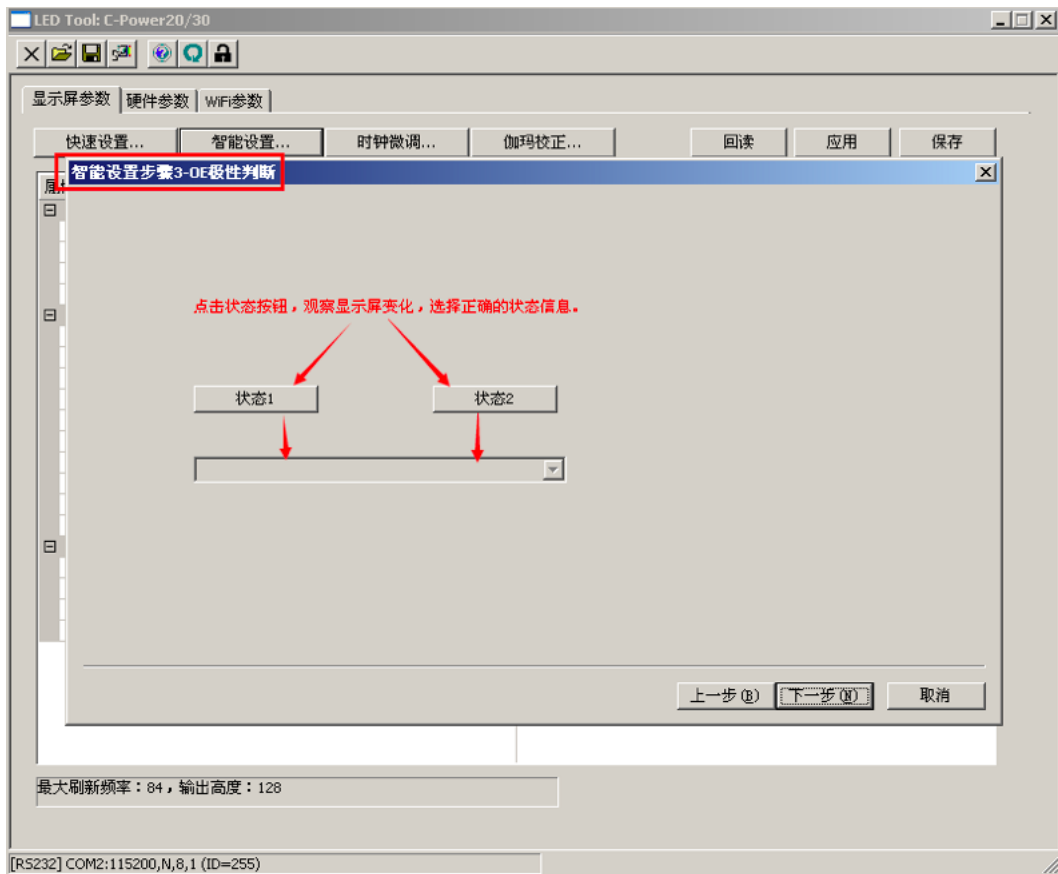 LED Tool: C-Power20/30
显示屏参数 硬件参数 WiFi参数
快速设置... 智能设置... 时钟微调... 伽玛校正... 回读 应用 保存
智能设置步骤3-OE极性判断
点击状态按钮，观察显示屏变化，选择正确的状态信息。
状态1 状态2
上一步(B) 下一步(N) 取消
最大刷新频率：84，输出高度：128
[RS232] COM2:115200,N,8,1 (ID=255)